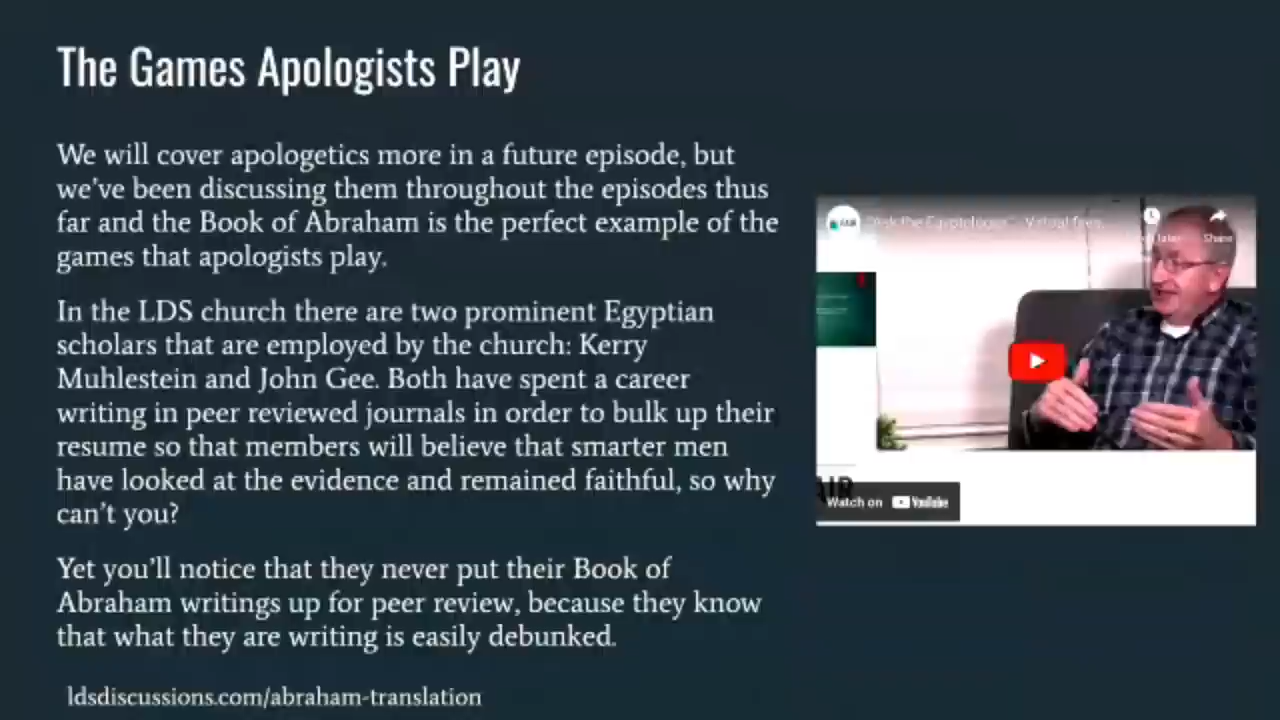 The Games Apologists Play
We will cover apologetics more in a future episode, but
we've been discussing them throughout the episodes thus
far and the Book of Abraham is the perfect example of the
games that apologists play.
In the LDS church there are two prominent Egyptian
scholars that are employed by the church: Kerry
Muhlestein and John Gee. Both have spent a career
writing in peer reviewed journals in order to bulk up their
resume so that members will believe that smarter men
have looked at the evidence and remained faithful, so why
can't you?
Yet you'll notice that they never put their Book of
Abraham writings up for peer review, because they know
that what they are writing is easily debunked.
ldsdiscussions.com/abraham-translation
"Ask the Egyptologist" - Virtual
Share
Watch on YouTube